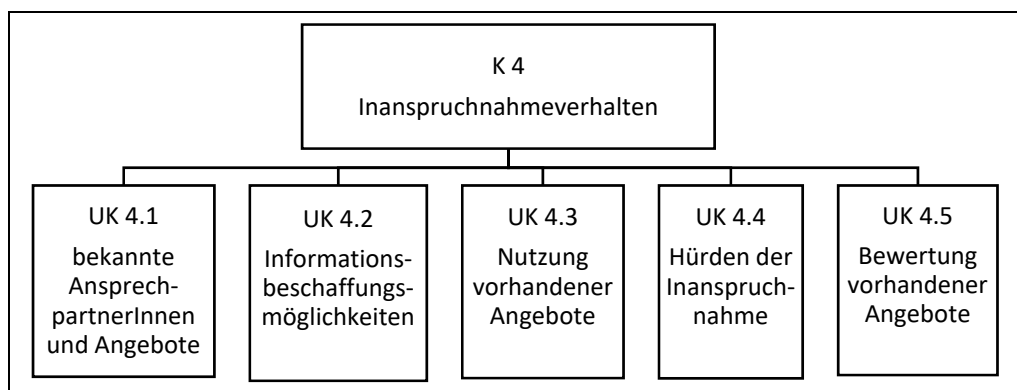 K 4
Inanspruchnahmeverhalten
UK 4.1
bekannte
Ansprech-
partnerInnen
und Angebote
UK 4.2
Informations-
beschaffungs-
möglichkeiten
UK 4.3
Nutzung
vorhandener
Angebote
UK 4.4
Hürden der
Inanspruch-
nahme
UK 4.5
Bewertung
vorhandener
Angebote